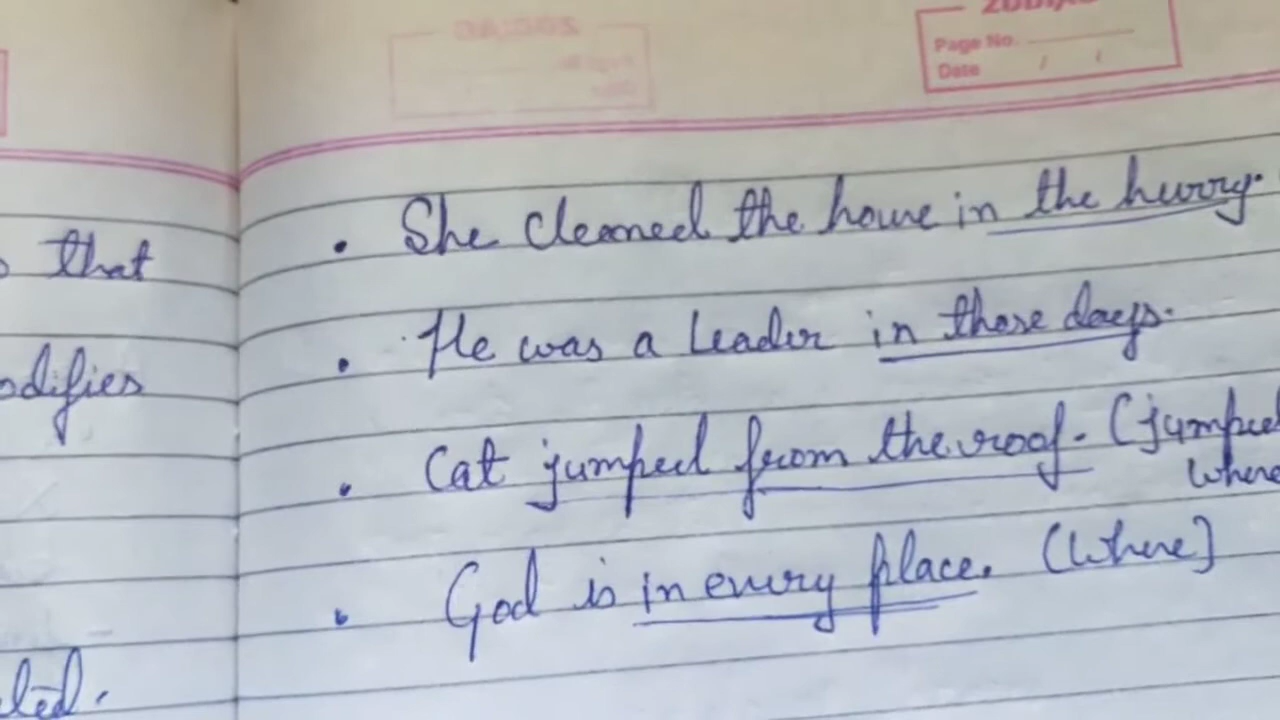 Page No.
Date / /
that
• She cleaned the house in the hurry.
odifies
• He was a leader in those days.
• Cat jumped from the roof. (jumped
where
• God is in every place. (Where]